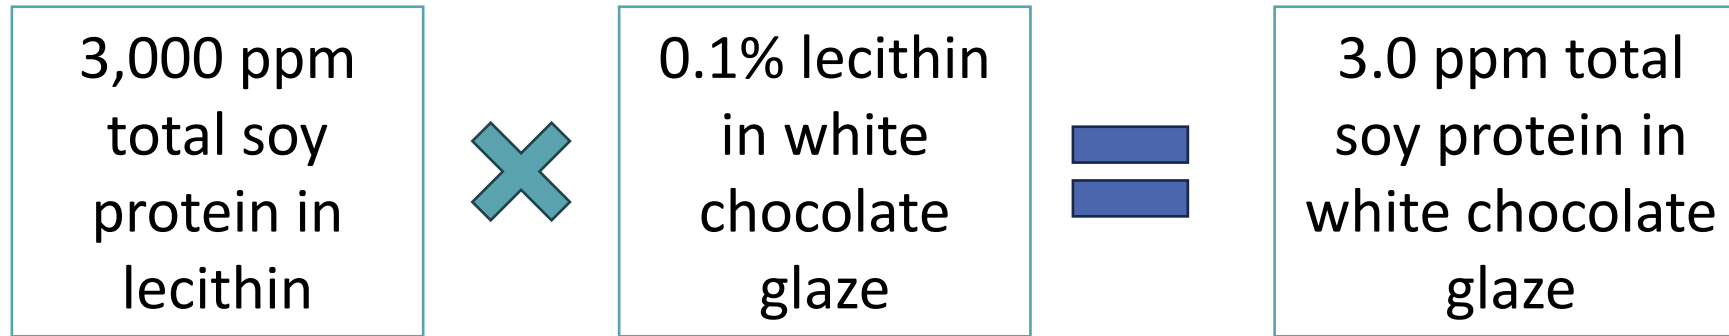 3,000 ppm
total soy
protein in
lecithin
0.1% lecithin
in white
chocolate
glaze
3.0 ppm total
soy protein in
white chocolate
glaze